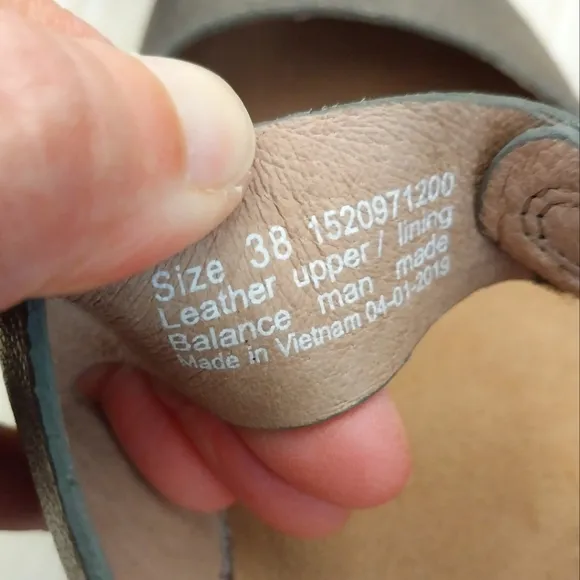 Size 38 1520971200
Leather upper/ lining
Balance man made
Made in Vietnam 04-01-2019